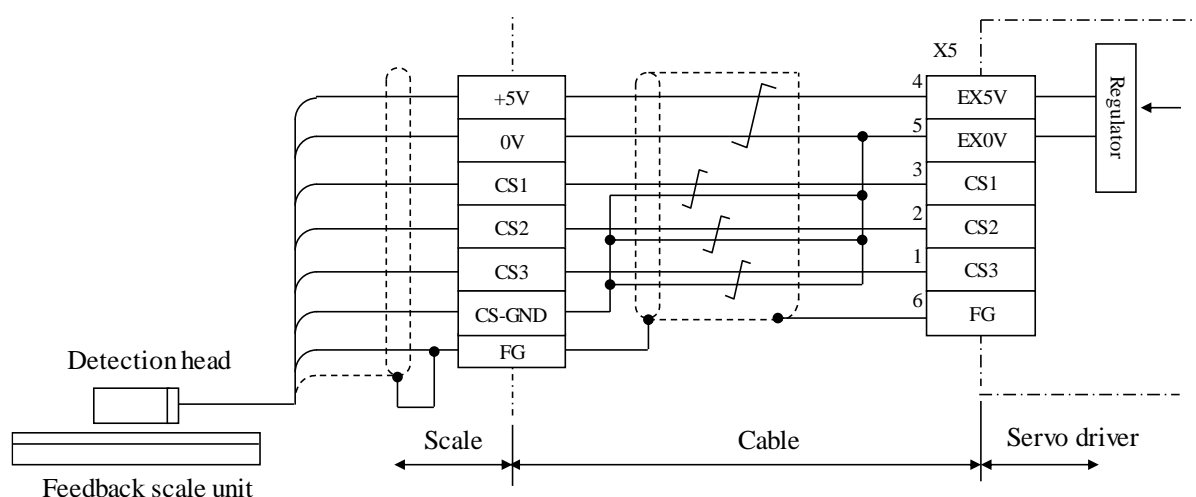 X5
4
+5V
EX5V
5
0V
EX0V
Regulator
3
CS1
CS1
2
CS2
CS2
1
CS3
CS3
6
CS-GND
FG
FG
Detection head
Scale
Cable
Servo driver
Feedback scale unit